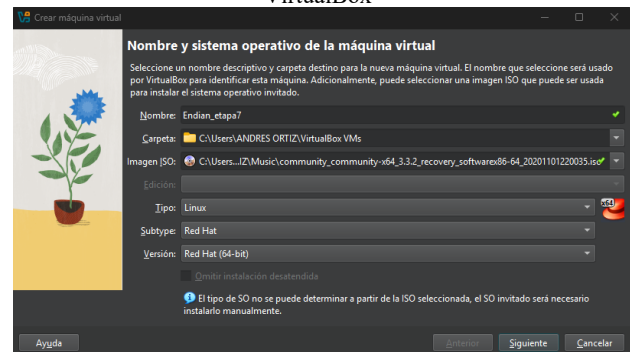 VirtualBox
Crear máquina virtual
Nombre y sistema operativo de la máquina virtual
Seleccione un nombre descriptivo y carpeta destino para la nueva máquina virtual. El nombre que seleccione será usado
por VirtualBox para identificar esta máquina. Adicionalmente, puede seleccionar una imagen ISO que puede ser usada
para instalar el sistema operativo invitado.
Nombre: Endian_etapa7
Carpeta: C:\Users\ANDRES ORTIZ\VirtualBox VMs
Imagen ISO: C:\Users...IZ\Music\community_community-x64_3.3.2_recovery_softwarex86-64_20201101220035.iso
Edición:
Tipo: Linux
x64
Subtype: Red Hat
Versión: Red Hat (64-bit)
Omitir instalación desatendida
El tipo de SO no se puede determinar a partir de la ISO seleccionada, el SO invitado será necesario
instalarlo manualmente.
Ayuda Anterior Siguiente Cancelar